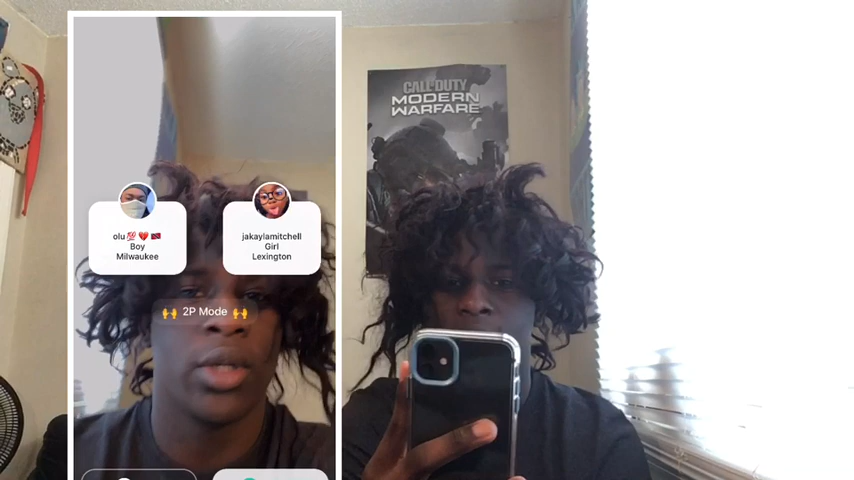 CALL OF DUTY
MODERN
WARFARE
olu💯💔🇹🇹
Boy
Milwaukee
jakaylamitchell
Girl
Lexington
🙌 2P Mode 🙌